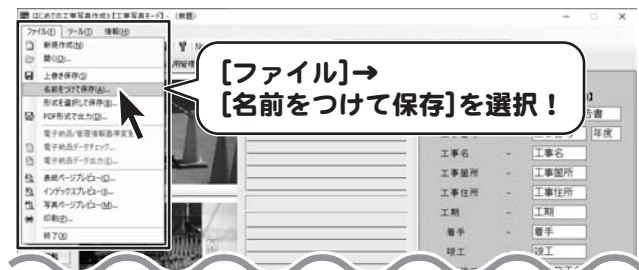 はじめての工事写真作成3【工事写真モード】- (無題)
ファイル(F) ツール(T) 情報(H)
新規作成(N)
開く(O)...
上書き保存(S)
名前をつけて保存(A)...
形式を選択して保存(B)...
PDF形式で出力(D)...
電子納品/管理情報基準変更
電子納品データチェック...
電子納品データ出力(E)...
表紙ページプレビュー(C)...
インデックスプレビュー(I)...
写真ページプレビュー(M)...
印刷(P)...
終了(X)
[ファイル]→
[名前をつけて保存]を選択！
告書
年度
工事名 - 工事名
工事箇所 - 工事箇所
工事住所 - 工事住所
工期 - 工期
着手 - 着手
竣工 - 竣工